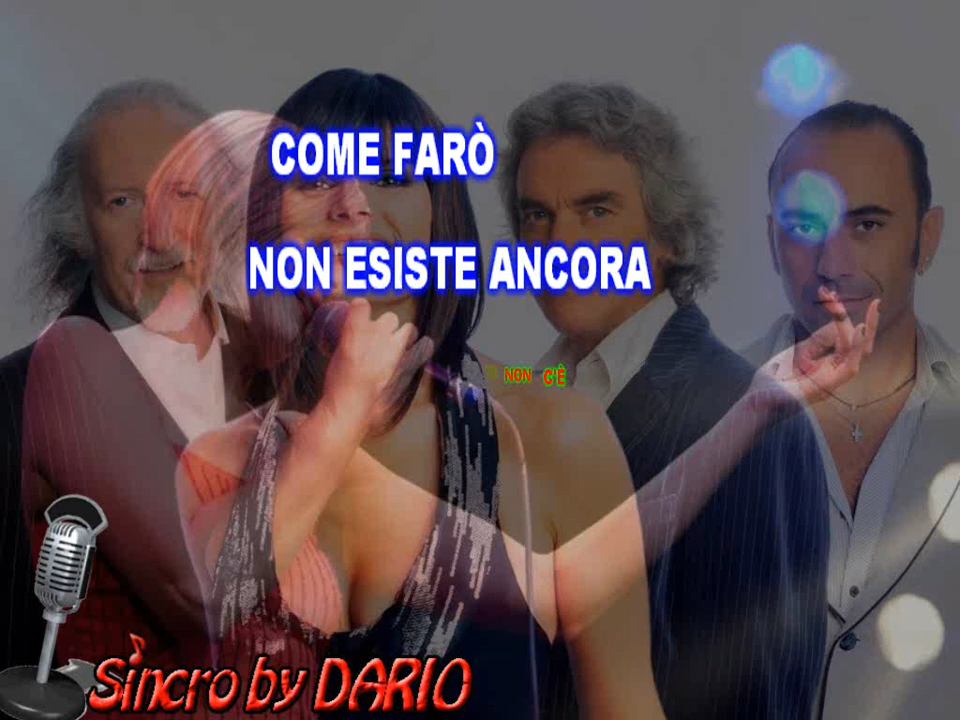 COME FARÒ
NON ESISTE ANCORA
NON C'È
Sincro by DARIO